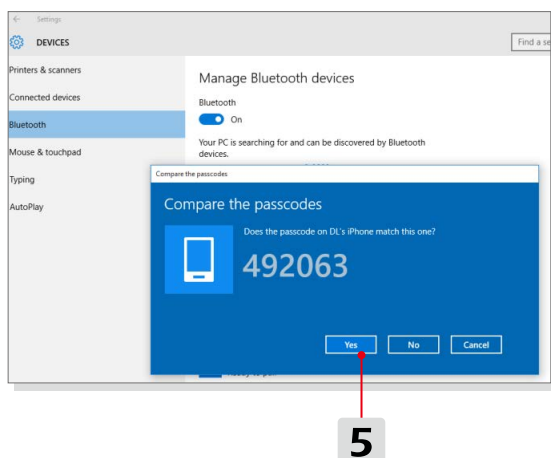 Settings
DEVICES
Find a se
Printers & scanners
Connected devices
Bluetooth
Mouse & touchpad
Typing
AutoPlay
Manage Bluetooth devices
Bluetooth
On
Your PC is searching for and can be discovered by Bluetooth
devices.
Compare the passcodes
Compare the passcodes
Does the passcode on DL's iPhone match this one?
492063
Yes
No
Cancel
5